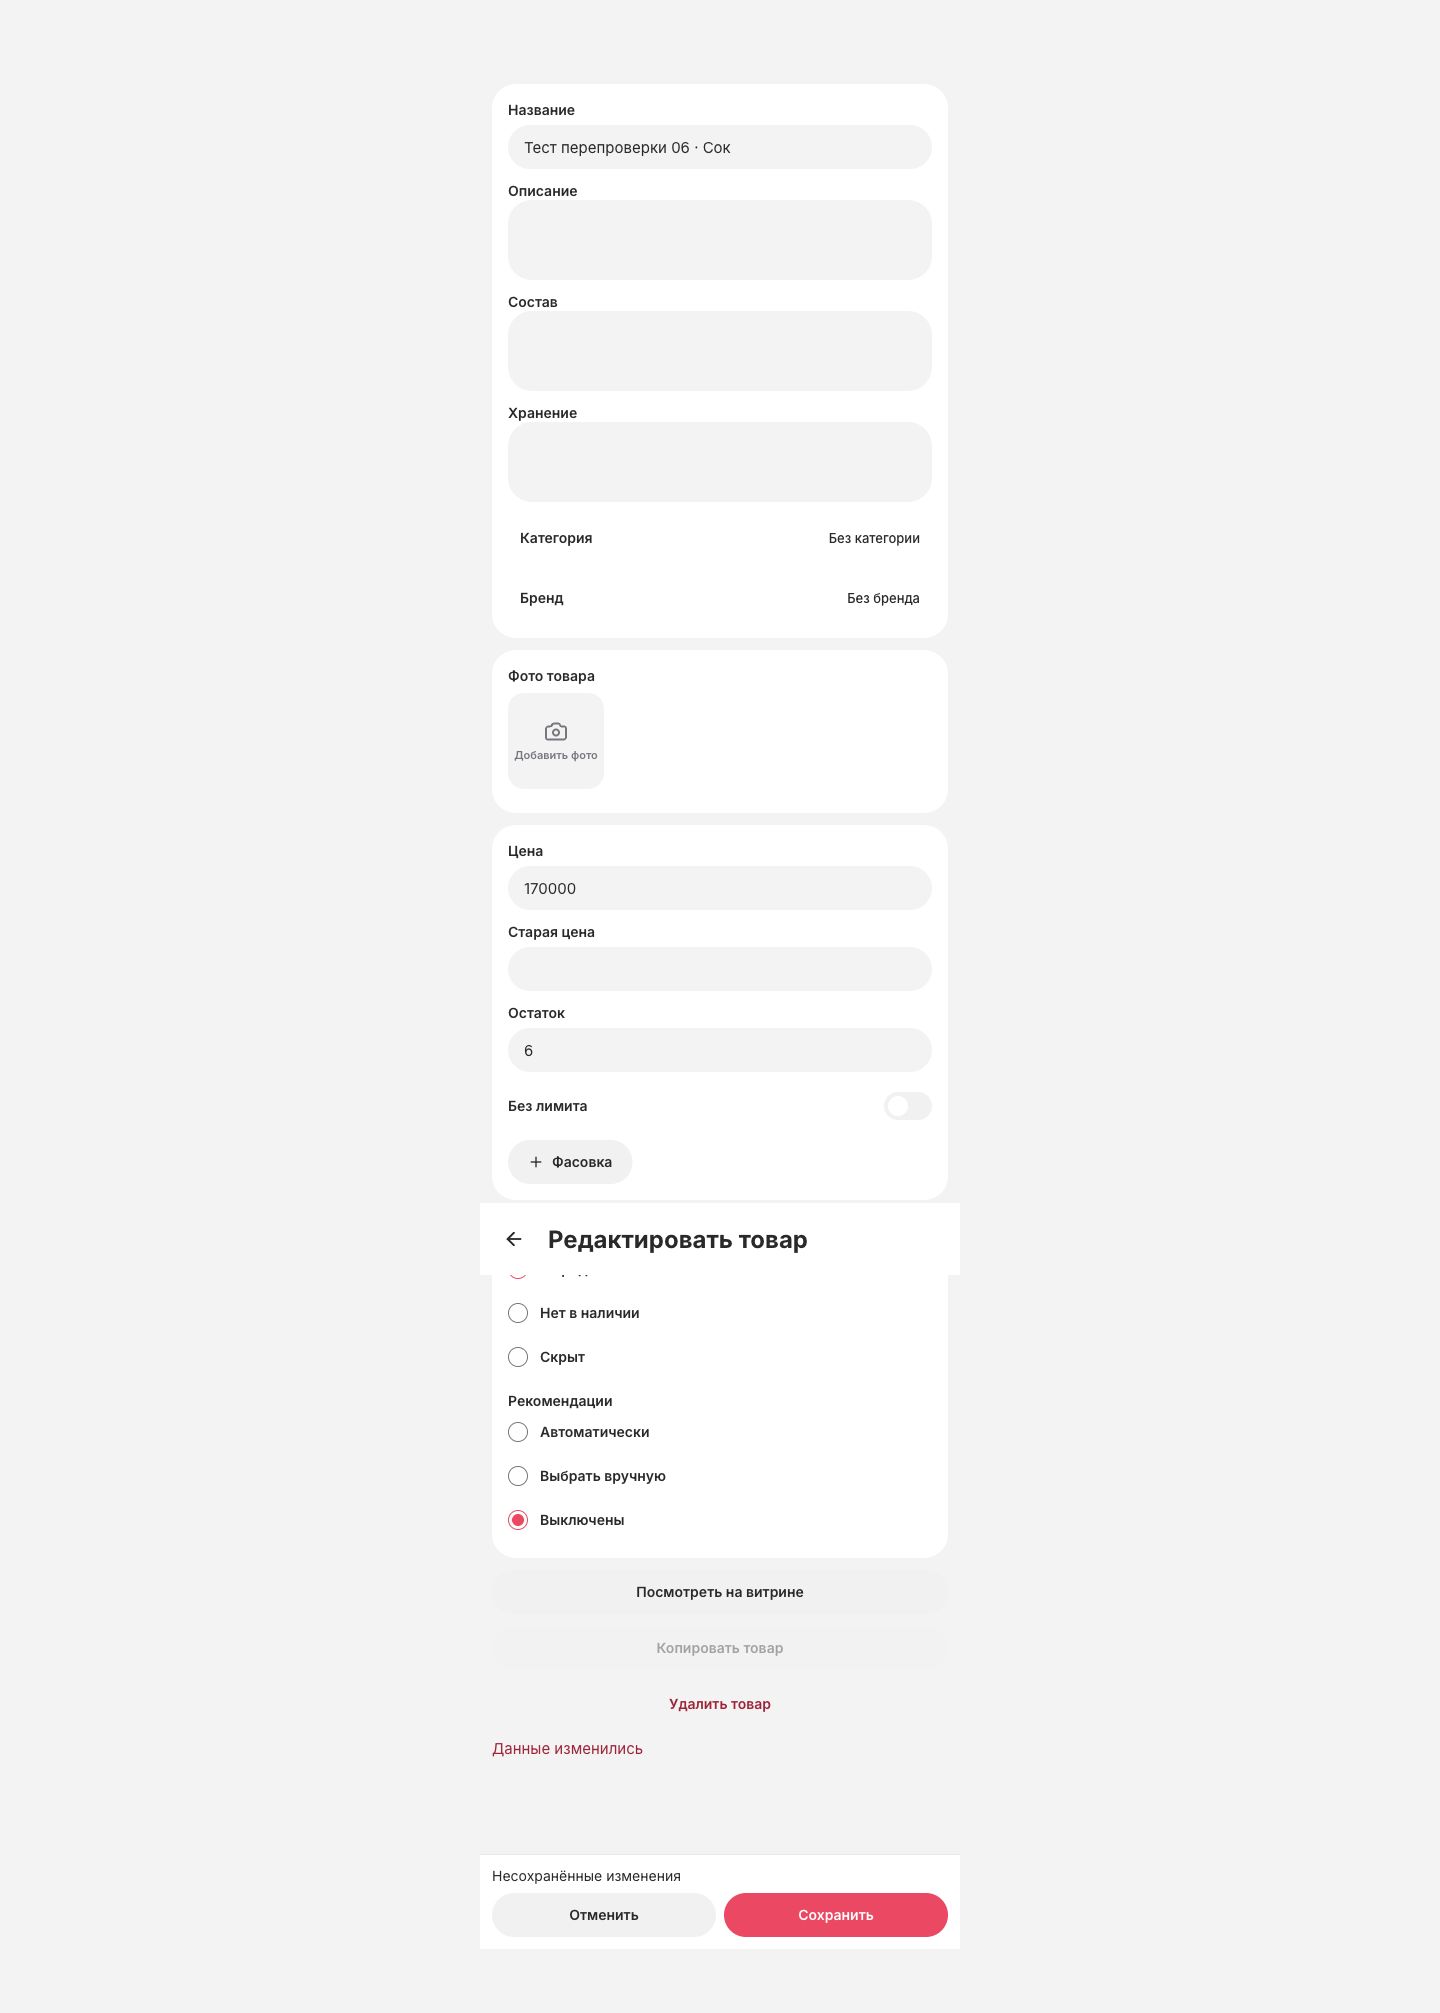 Название
Тест перепроверки 06 · Сок
Описание
Состав
Хранение
Категория
Без категории
Бренд
Без бренда
Фото товара
Добавить фото
Цена
170000
Старая цена
Остаток
6
Без лимита
Фасовка
Редактировать товар
Нет в наличии
Скрыт
Рекомендации
Автоматически
Выбрать вручную
Выключены
Посмотреть на витрине
Копировать товар
Удалить товар
Данные изменились
Несохранённые изменения
Отменить
Сохранить